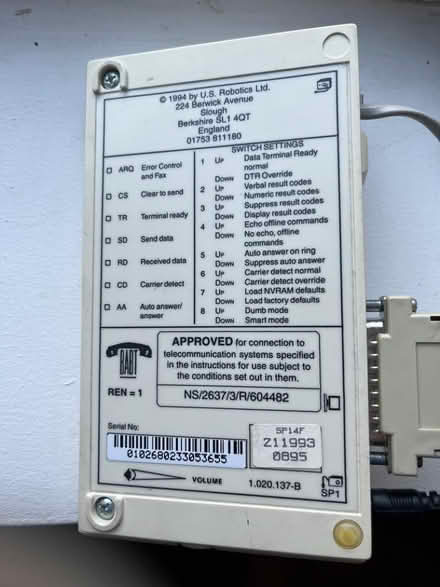 © 1994 by U.S. Robotics Ltd.
224 Berwick Avenue
Slough
Berkshire SL1 4QT
England
01753 811180
ARQ Error Control and Fax
CS Clear to send
TR Terminal ready
SD Send data
RD Received data
CD Carrier detect
AA Auto answer/ answer
SWITCH SETTINGS
1 UP Data Terminal Ready normal
DOWN DTR Override
2 UP Verbal result codes
DOWN Numeric result codes
3 UP Suppress result codes
DOWN Display result codes
4 UP Echo offline commands
DOWN No echo, offline commands
5 UP Auto answer on ring
DOWN Suppress auto answer
6 UP Carrier detect normal
DOWN Carrier detect override
7 UP Load NVRAM defaults
DOWN Load factory defaults
8 UP Dumb mode
DOWN Smart mode
BABT
REN = 1
APPROVED for connection to
telecommunication systems specified
in the instructions for use subject to
the conditions set out in them.
NS/2637/3/R/604482
Serial No:
0102680233053655
SP14F
Z11993
0895
VOLUME
1.020.137-B
SP1